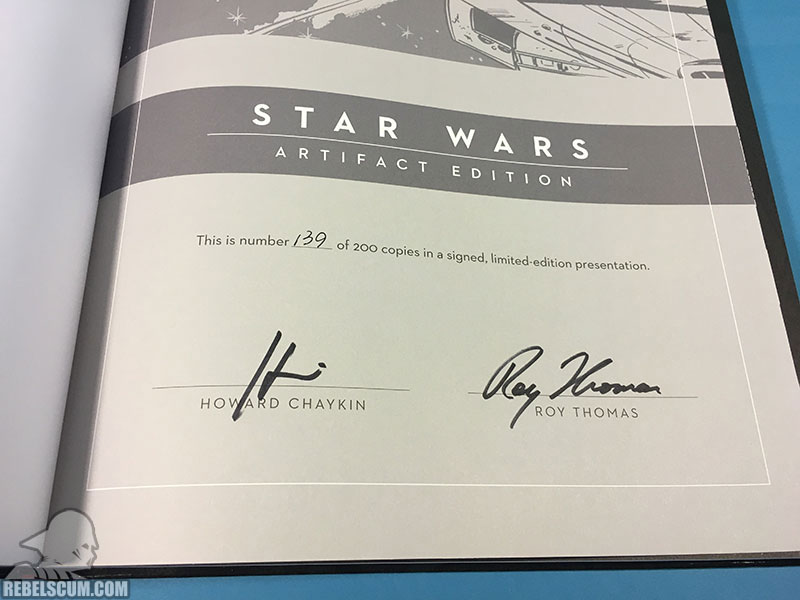 STAR WARS
ARTIFACT EDITION
This is number 139 of 200 copies in a signed, limited-edition presentation.
Roy Thomas
HOWARD CHAYKIN
ROY THOMAS
REBELSCUM.COM